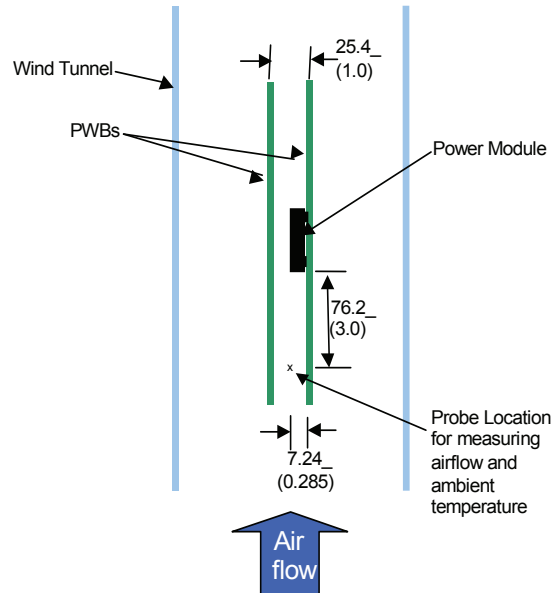 25.4_
(1.0)
Wind Tunnel
PWBs
Power Module
76.2_
(3.0)
x
Probe Location
for measuring
airflow and
ambient
temperature
7.24_
(0.285)
Air
flow